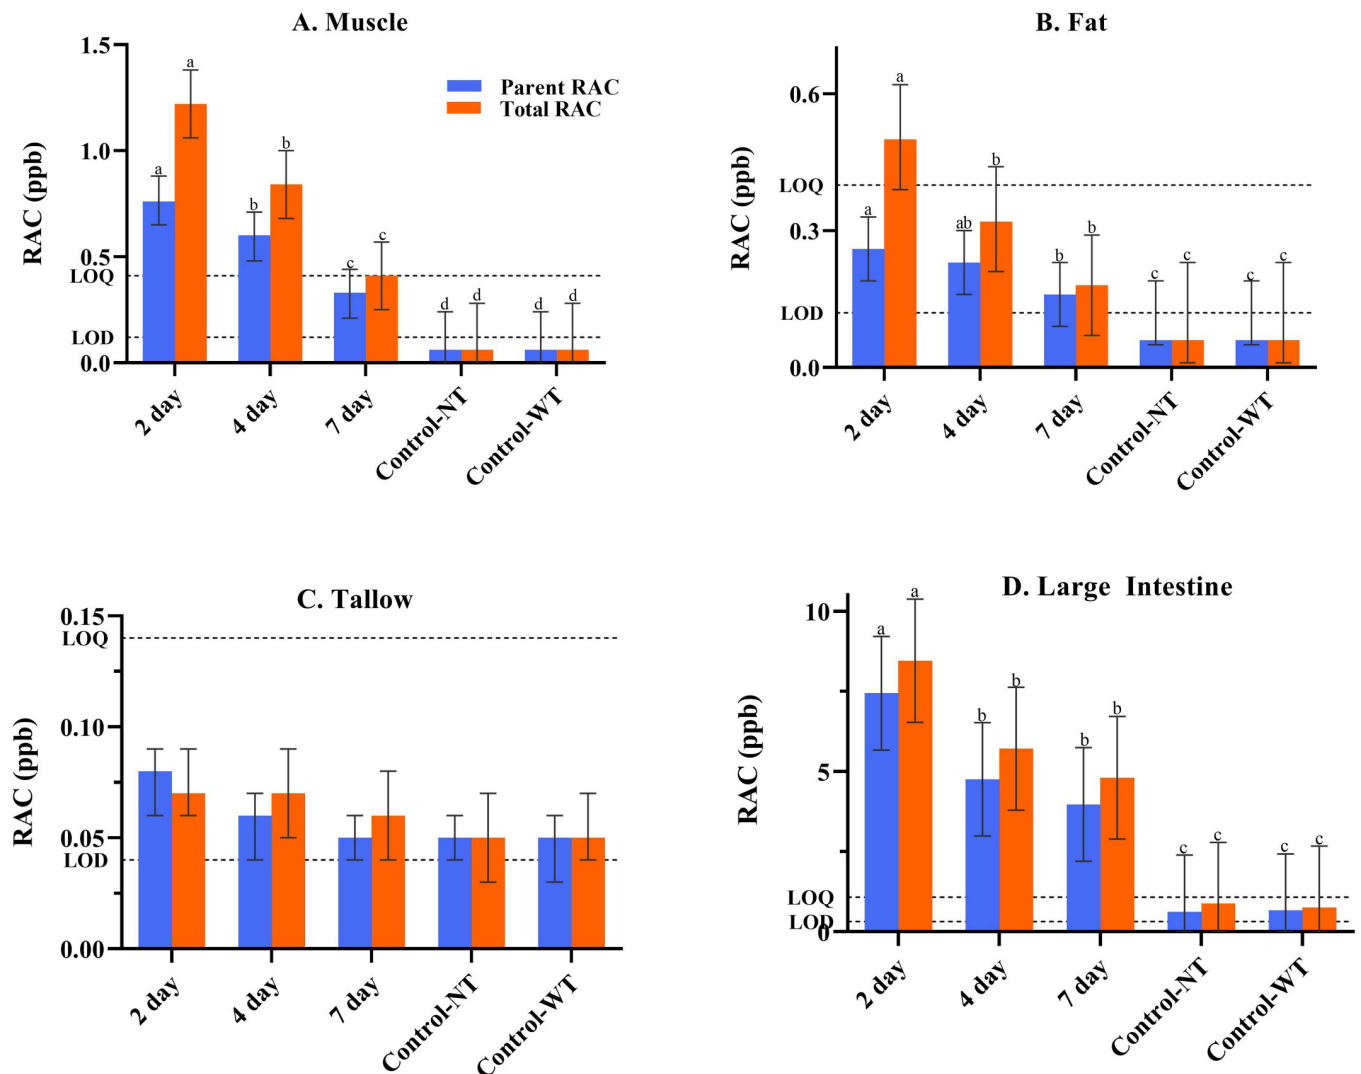 A. Muscle
1.5
a
Parent RAC
Total RAC
RAC (ppb)
1.0
a
b
b
0.5
c
c
LOQ
d
d
d
d
LOD
0.0
2 day
4 day
7 day
Control-NT
Control-WT
B. Fat
a
0.6
b
RAC (ppb)
LOQ
a
ab
b
0.3
b
c
c
c
c
LOD
0.0
2 day
4 day
7 day
Control-NT
Control-WT
C. Tallow
0.15
LOQ
RAC (ppb)
0.10
0.05
LOD
0.00
2 day
4 day
7 day
Control-NT
Control-WT
D. Large Intestine
10
a
a
b
b
b
b
RAC (ppb)
5
c
c
c
c
LOQ
LOD
0
2 day
4 day
7 day
Control-NT
Control-WT